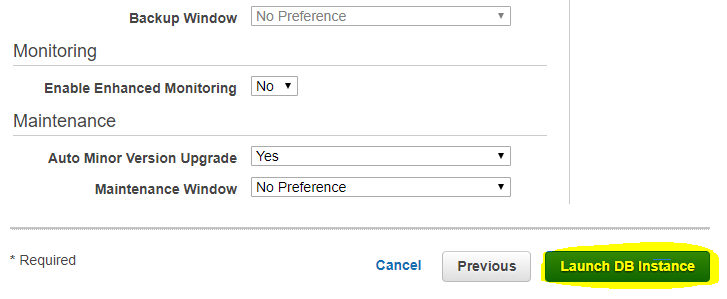 Backup Window No Preference
Monitoring
Enable Enhanced Monitoring No
Maintenance
Auto Minor Version Upgrade Yes
Maintenance Window No Preference
* Required Cancel Previous Launch DB Instance